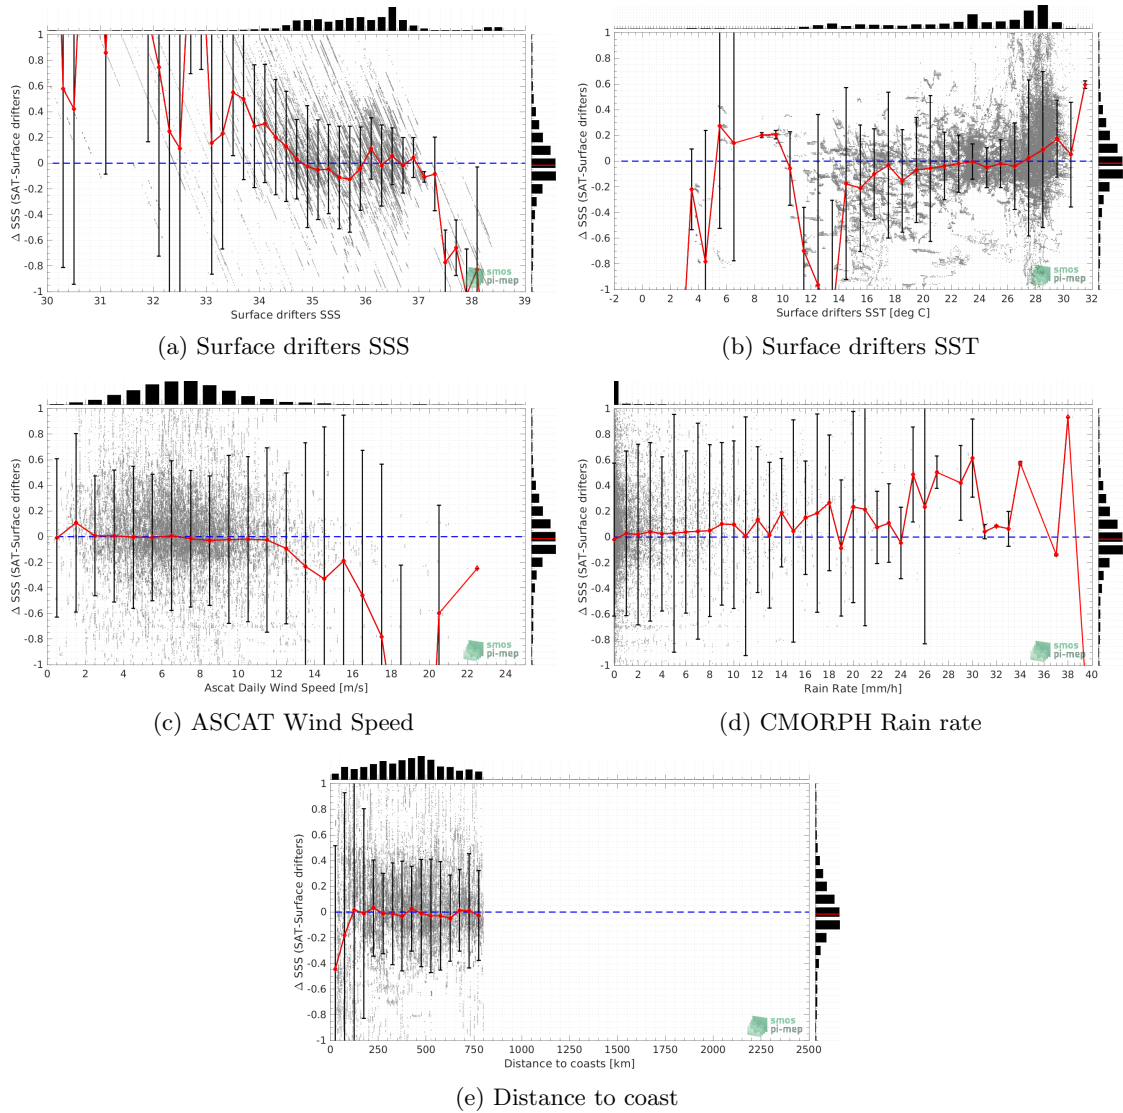 Δ SSS (SAT-Surface drifters)
1
0.8
0.6
0.4
0.2
0
-0.2
-0.4
-0.6
-0.8
-1
30 31 32 33 34 35 36 37 38 39
Surface drifters SSS
smos
pi-mep
(a) Surface drifters SSS
Δ SSS (SAT-Surface drifters)
1
0.8
0.6
0.4
0.2
0
-0.2
-0.4
-0.6
-0.8
-1
-2 0 2 4 6 8 10 12 14 16 18 20 22 24 26 28 30 32
Surface drifters SST [deg C]
smos
pi-mep
(b) Surface drifters SST
Δ SSS (SAT-Surface drifters)
1
0.8
0.6
0.4
0.2
0
-0.2
-0.4
-0.6
-0.8
-1
0 2 4 6 8 10 12 14 16 18 20 22 24
Ascat Daily Wind Speed [m/s]
smos
pi-mep
(c) ASCAT Wind Speed
Δ SSS (SAT-Surface drifters)
1
0.8
0.6
0.4
0.2
0
-0.2
-0.4
-0.6
-0.8
-1
0 2 4 6 8 10 12 14 16 18 20 22 24 26 28 30 32 34 36 38 40
Rain Rate [mm/h]
smos
pi-mep
(d) CMORPH Rain rate
Δ SSS (SAT-Surface drifters)
1
0.8
0.6
0.4
0.2
0
-0.2
-0.4
-0.6
-0.8
-1
0 250 500 750 1000 1250 1500 1750 2000 2250 2500
Distance to coasts [km]
smos
pi-mep
(e) Distance to coast